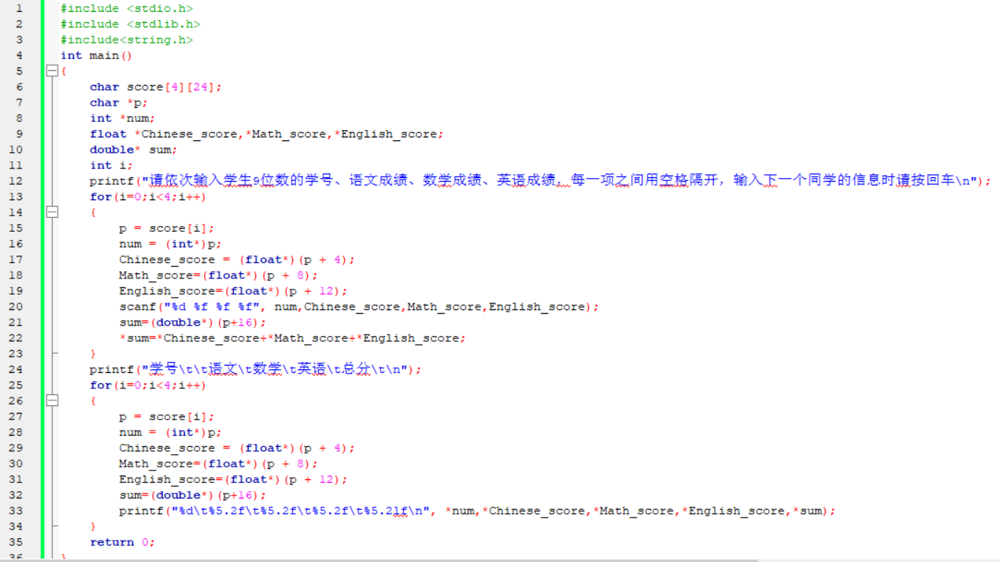 1 #include <stdio.h>
2 #include <stdlib.h>
3 #include<string.h>
4 int main()
5 {
6 char score[4][24];
7 char *p;
8 int *num;
9 float *Chinese_score,*Math_score,*English_score;
10 double* sum;
11 int i;
12 printf("请依次输入学生9位数的学号、语文成绩、数学成绩、英语成绩。每一项之间用空格隔开，输入下一个同学的信息时请按回车\n");
13 for(i=0;i<4;i++)
14 {
15 p = score[i];
16 num = (int*)p;
17 Chinese_score = (float*)(p + 4);
18 Math_score=(float*)(p + 8);
19 English_score=(float*)(p + 12);
20 scanf("%d %f %f %f", num,Chinese_score,Math_score,English_score);
21 sum=(double*)(p+16);
22 *sum=*Chinese_score+*Math_score+*English_score;
23 }
24 printf("学号\t\t语文\t数学\t英语\t总分\t\n");
25 for(i=0;i<4;i++)
26 {
27 p = score[i];
28 num = (int*)p;
29 Chinese_score = (float*)(p + 4);
30 Math_score=(float*)(p + 8);
31 English_score=(float*)(p + 12);
32 sum=(double*)(p+16);
33 printf("%d\t%5.2f\t%5.2f\t%5.2f\t%5.2lf\n", *num,*Chinese_score,*Math_score,*English_score,*sum);
34 }
35 return 0;
36 }